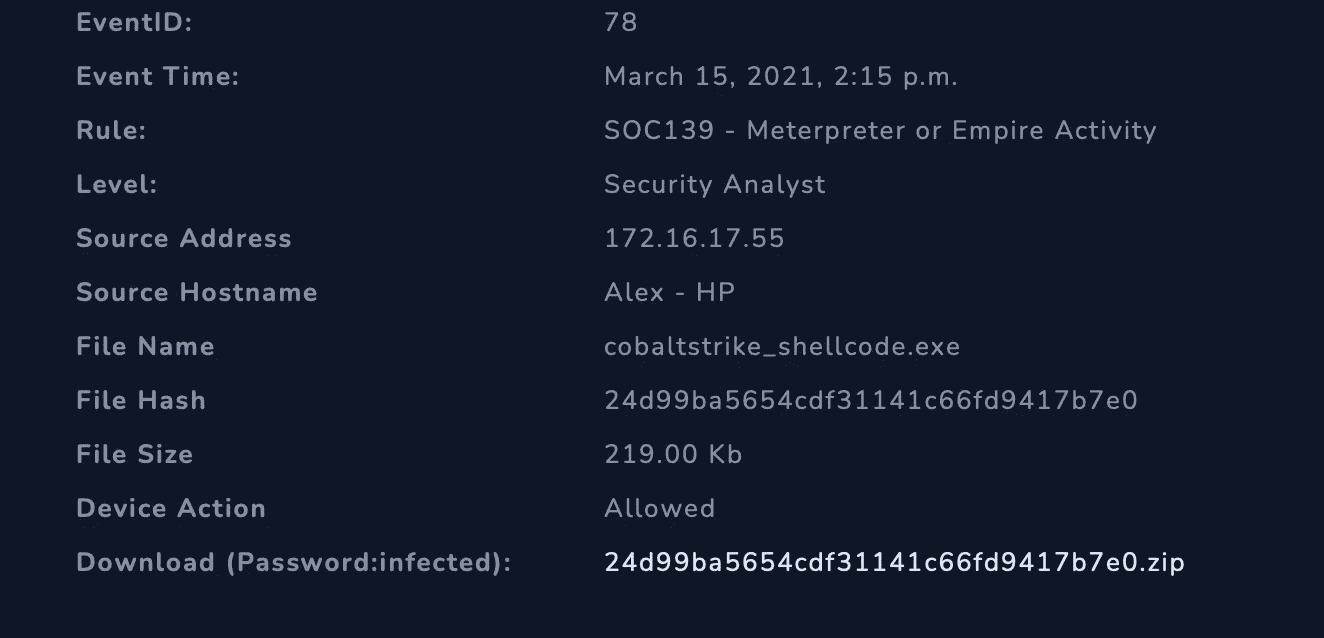 EventID: 78
Event Time: March 15, 2021, 2:15 p.m.
Rule: SOC139 - Meterpreter or Empire Activity
Level: Security Analyst
Source Address 172.16.17.55
Source Hostname Alex - HP
File Name cobaltstrike_shellcode.exe
File Hash 24d99ba5654cdf31141c66fd9417b7e0
File Size 219.00 Kb
Device Action Allowed
Download (Password:infected): 24d99ba5654cdf31141c66fd9417b7e0.zip